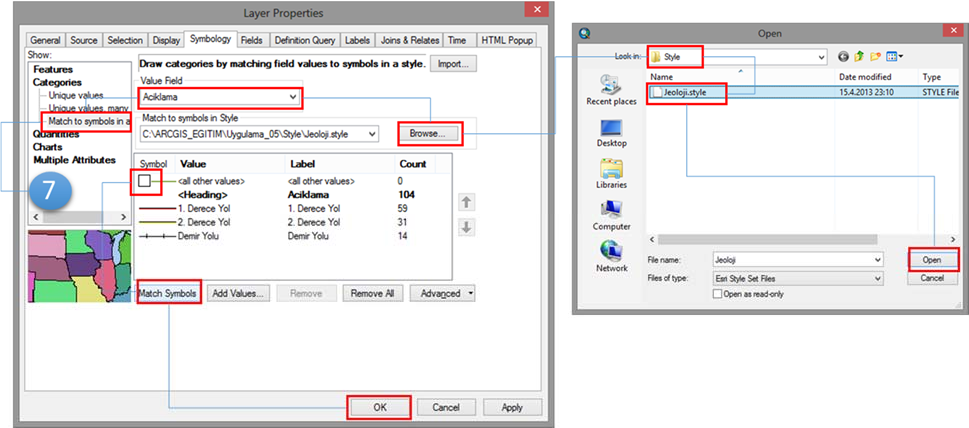 Layer Properties
General Source Selection Display Symbology Fields Definition Query Labels Joins & Relates Time HTML Popup
Show:
Features
Categories
Unique values
Unique values, many
Match to symbols in a
Quantities
Charts
Multiple Attributes
7
Draw categories by matching field values to symbols in a style.
Import...
Value Field
Aciklama
Match to symbols in Style
C:\ARCGIS_EGITIM\Uygulama_05\Style\Jeoloji.style
Browse...
Symbol Value Label Count
<all other values> <all other values> 0
<Heading> Aciklama 104
1. Derece Yol 1. Derece Yol 59
2. Derece Yol 2. Derece Yol 31
Demir Yolu Demir Yolu 14
Match Symbols Add Values... Remove Remove All Advanced
OK Cancel Apply
Open
Look in: Style
Name Date modified Type
Jeoloji.style 15.4.2013 23:10 STYLE File
Recent places
Desktop
Libraries
Computer
Network
File name: Jeoloji Open
Files of type: Esri Style Set Files Cancel
Open as read-only